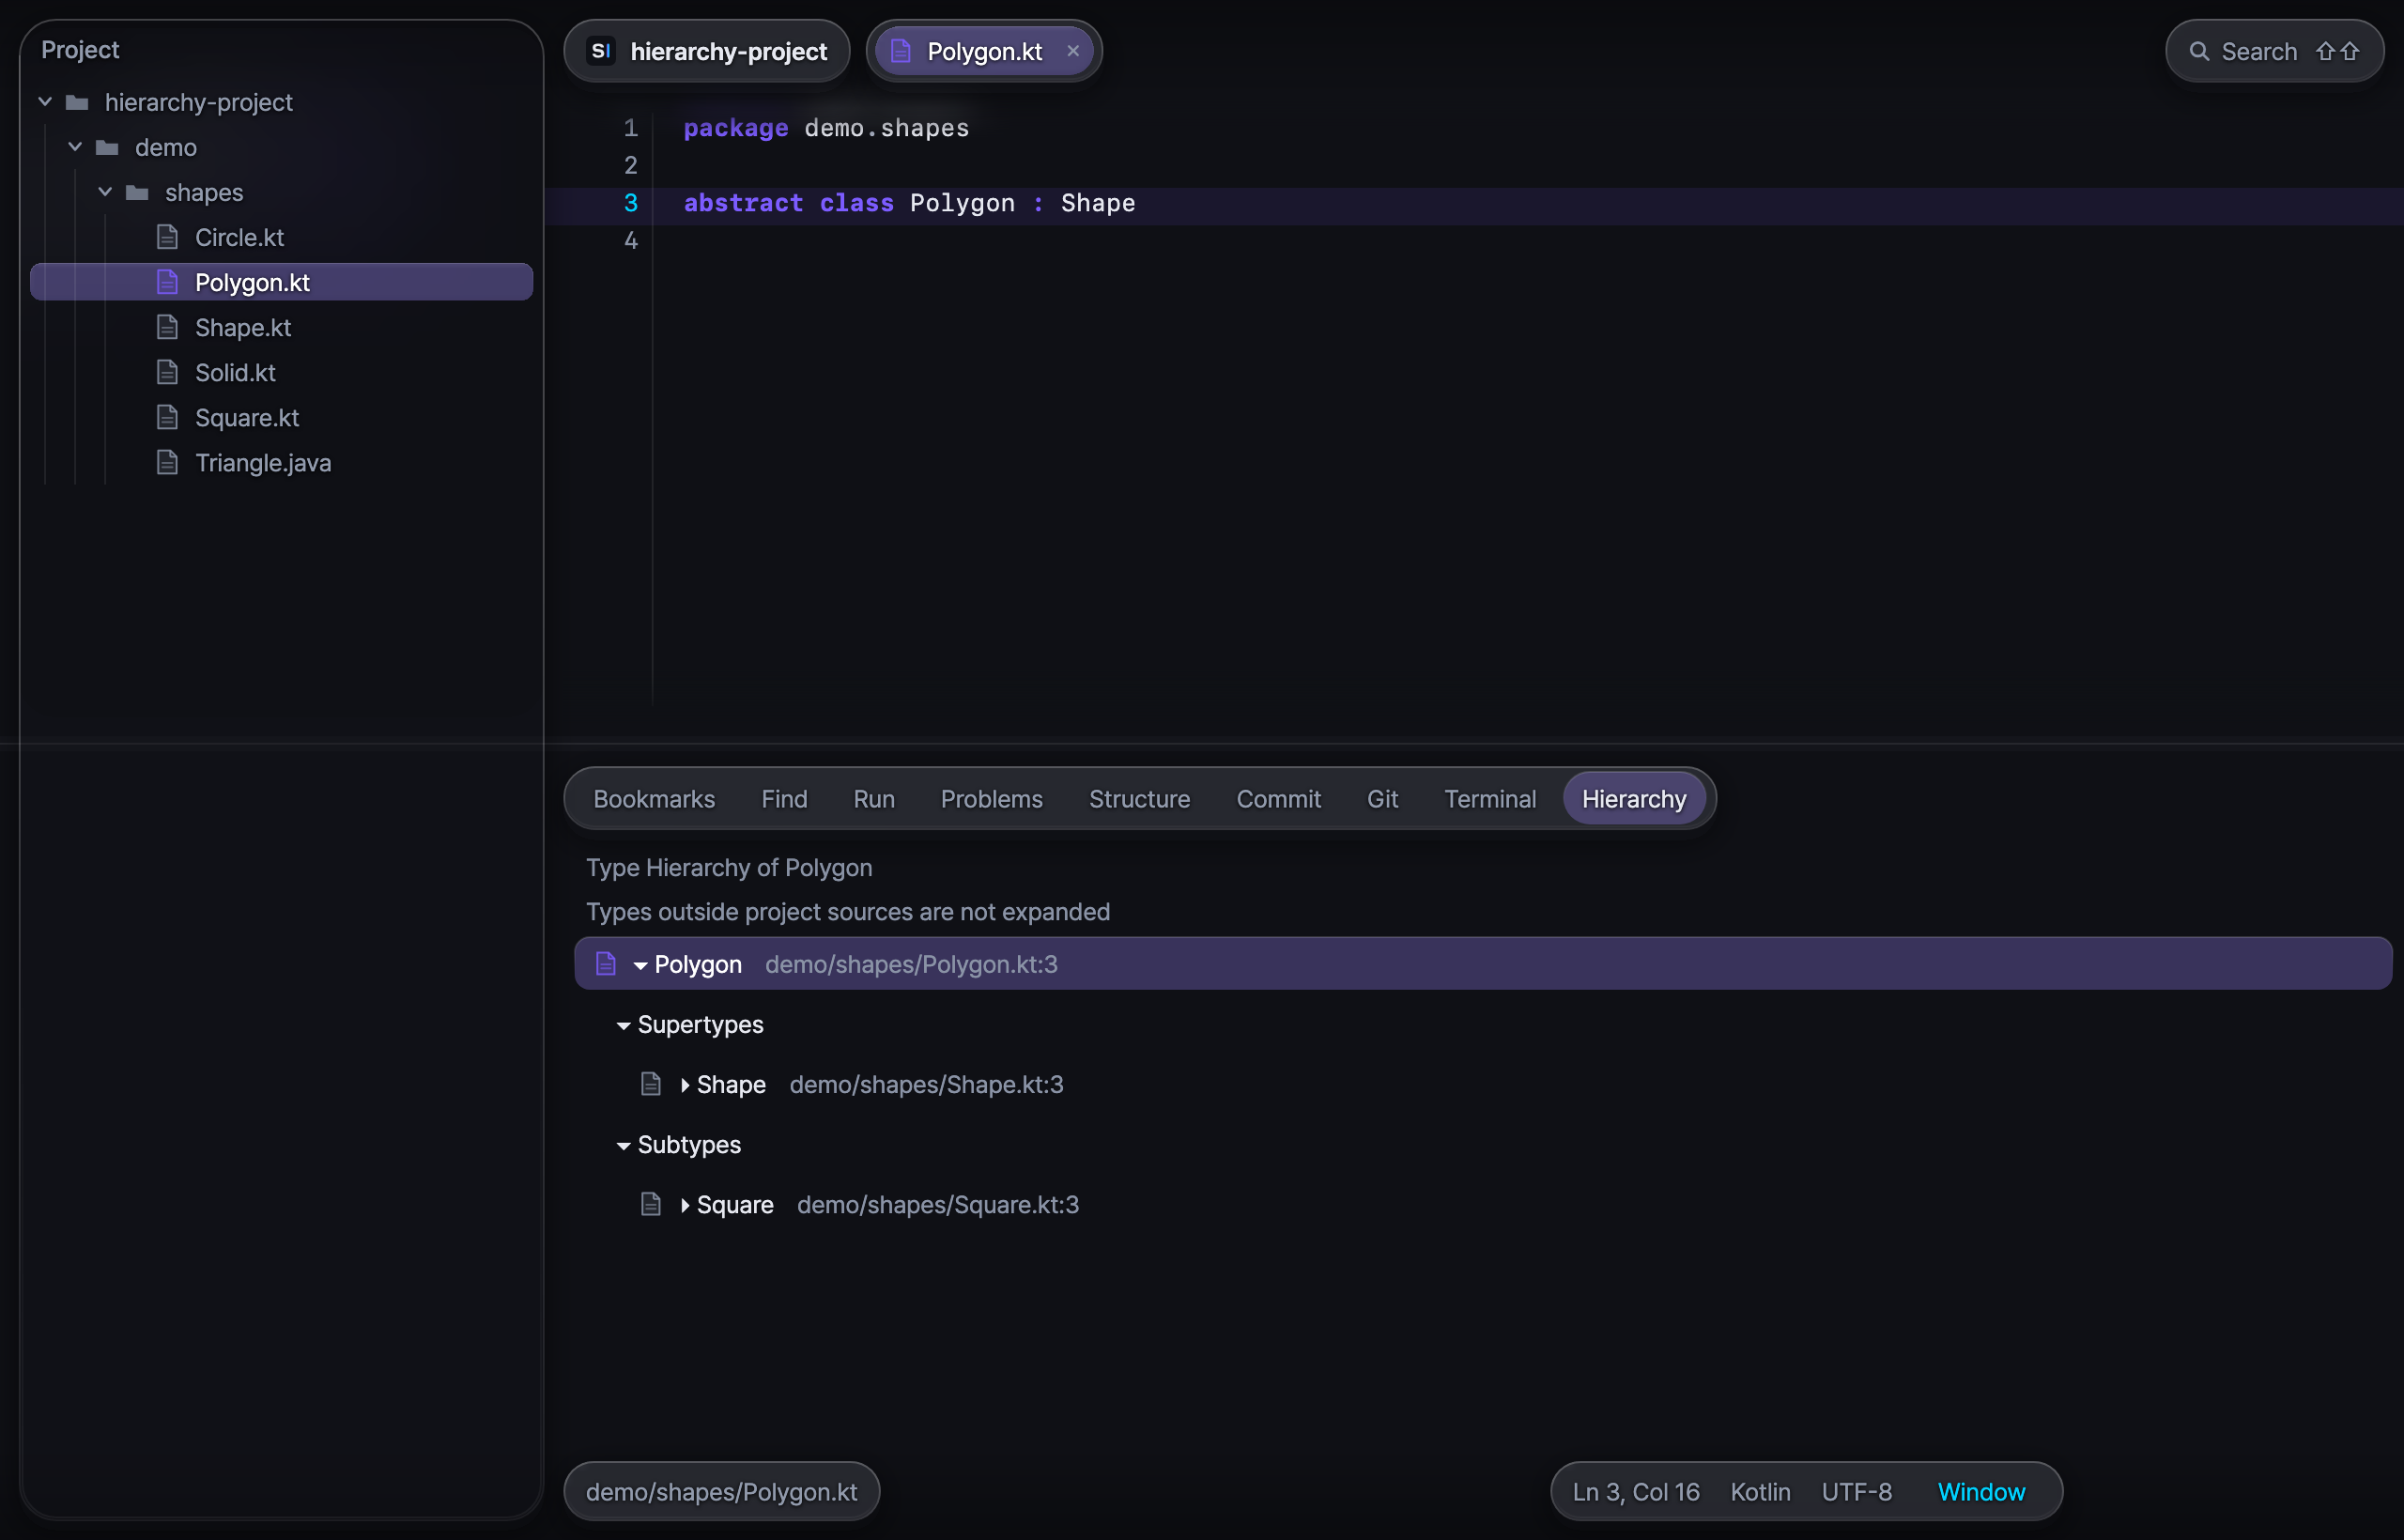 Project
hierarchy-project
demo
shapes
Circle.kt
Polygon.kt
Shape.kt
Solid.kt
Square.kt
Triangle.java
SI hierarchy-project
Polygon.kt ×
Search ⇧⇧
1 package demo.shapes
2
3 abstract class Polygon : Shape
4
Bookmarks Find Run Problems Structure Commit Git Terminal Hierarchy
Type Hierarchy of Polygon
Types outside project sources are not expanded
Polygon demo/shapes/Polygon.kt:3
Supertypes
Shape demo/shapes/Shape.kt:3
Subtypes
Square demo/shapes/Square.kt:3
demo/shapes/Polygon.kt
Ln 3, Col 16 Kotlin UTF-8 Window